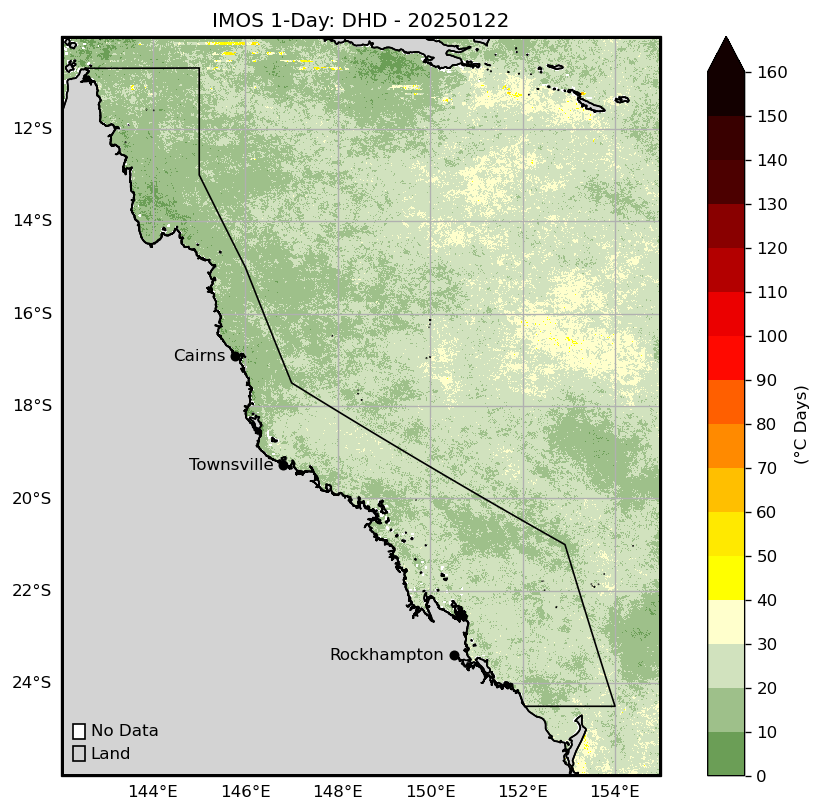 IMOS 1-Day: DHD - 20250122
12°S
14°S
16°S
18°S
20°S
22°S
24°S
Cairns
Townsville
Rockhampton
No Data
Land
144°E 146°E 148°E 150°E 152°E 154°E
160
150
140
130
120
110
100
90
80
70
60
50
40
30
20
10
0
(°C Days)